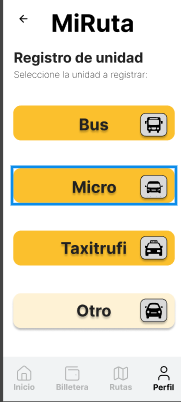 MiRuta
Registro de unidad
Seleccione la unidad a registrar:
Bus
Micro
Taxitrufi
Otro
Inicio Billetera Rutas Perfil